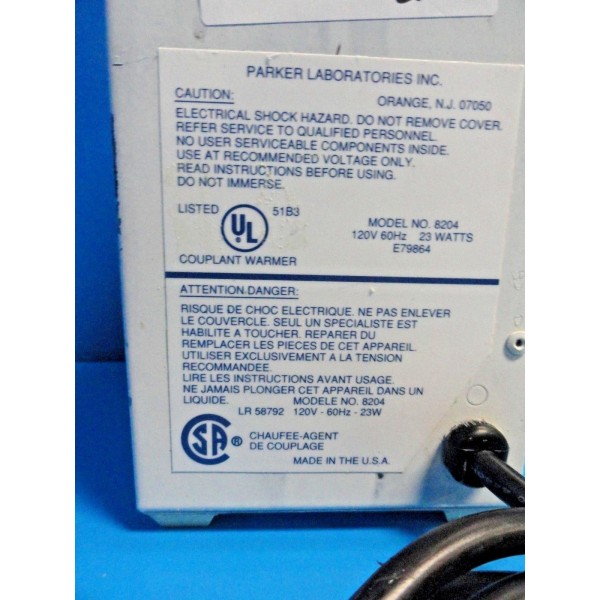 PARKER LABORATORIES INC.
CAUTION: ORANGE, N.J. 07050
ELECTRICAL SHOCK HAZARD. DO NOT REMOVE COVER.
REFER SERVICE TO QUALIFIED PERSONNEL.
NO USER SERVICEABLE COMPONENTS INSIDE.
USE AT RECOMMENDED VOLTAGE ONLY.
READ INSTRUCTIONS BEFORE USING.
DO NOT IMMERSE.
LISTED UL 51B3
MODEL NO. 8204
120V 60Hz 23 WATTS
E79864
COUPLANT WARMER
ATTENTION.DANGER:
RISQUE DE CHOC ELECTRIQUE. NE PAS ENLEVER
LE COUVERCLE. SEUL UN SPECIALISTE EST
HABILITE A TOUCHER. REPARER DU
REMPLACER LES PIECES DE CET APPAREIL.
UTILISER EXCLUSIVEMENT A LA TENSION
RECOMMANDEE.
LIRE LES INSTRUCTIONS AVANT USAGE.
NE JAMAIS PLONGER CET APPAREIL DANS UN
LIQUIDE. MODELE NO. 8204
LR 58792 120V - 60Hz - 23W
CSA ® CHAUFEE-AGENT
DE COUPLAGE
MADE IN THE U.S.A.